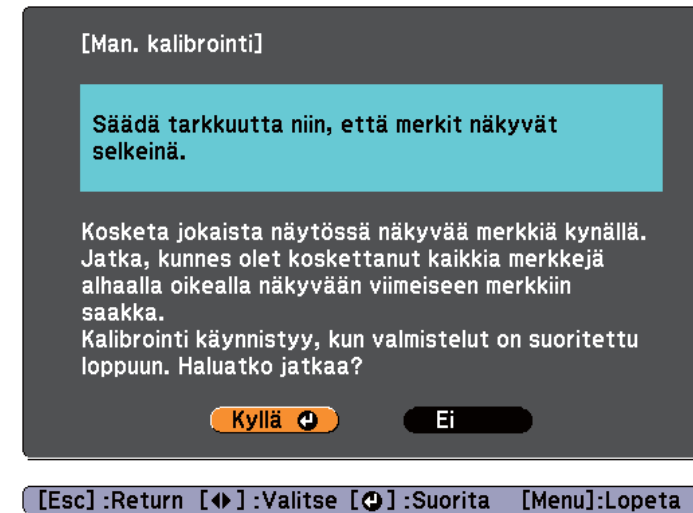 [Man. kalibrointi]
Säädä tarkkuutta niin, että merkit näkyvät
selkeinä.
Kosketa jokaista näytössä näkyvää merkkiä kynällä.
Jatka, kunnes olet koskettanut kaikkia merkkejä
alhaalla oikealla näkyvään viimeiseen merkkiin
saakka.
Kalibrointi käynnistyy, kun valmistelut on suoritettu
loppuun. Haluatko jatkaa?
Kyllä Ei
[Esc] :Return [◆] :Valitse [↵] :Suorita [Menu]:Lopeta